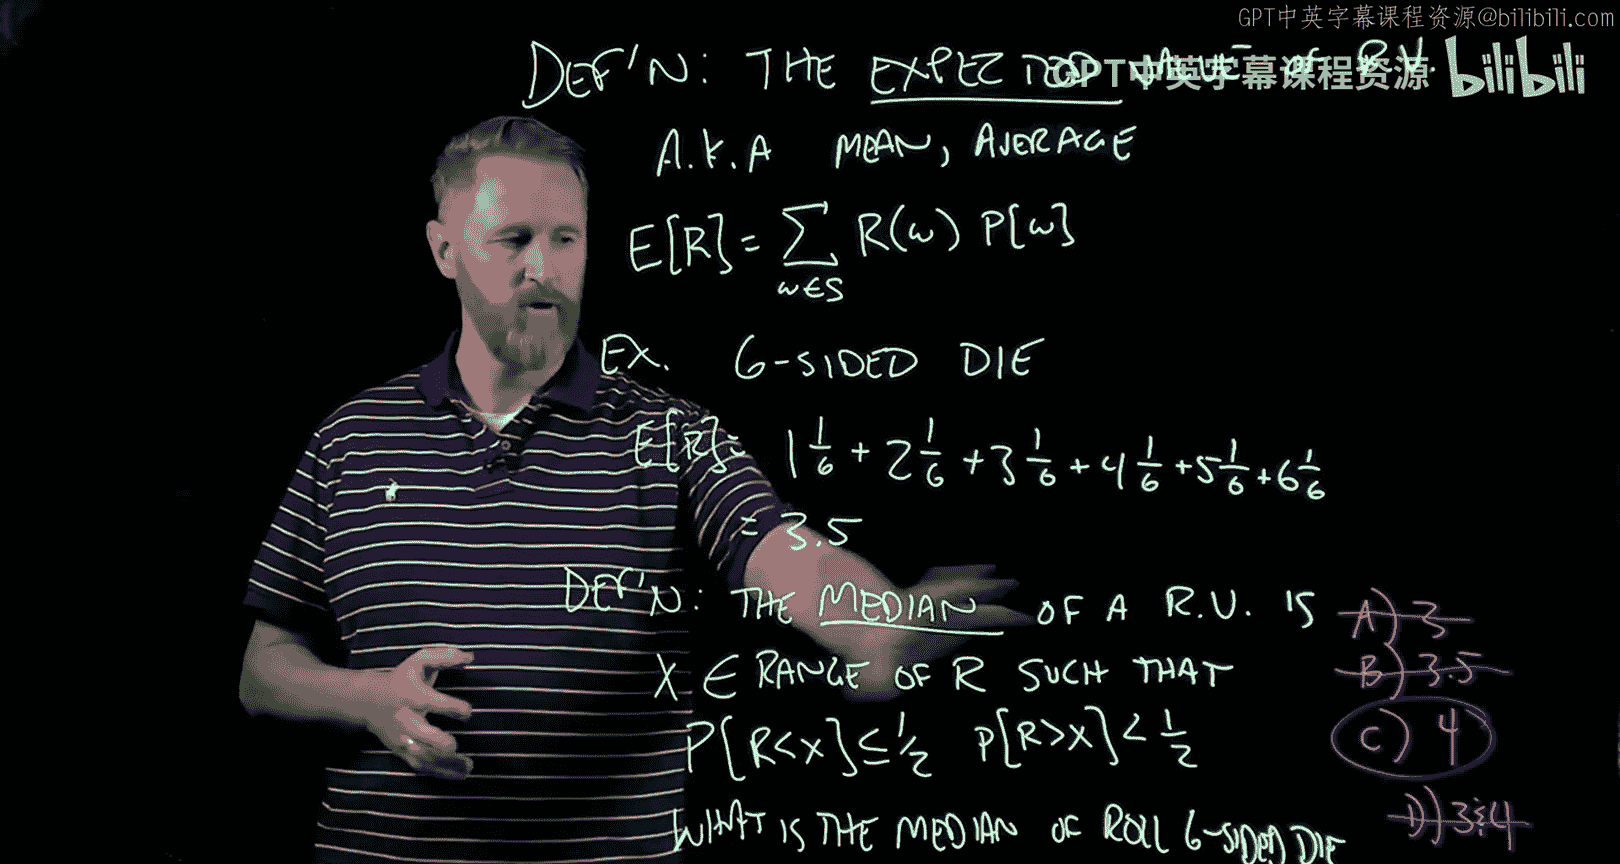 GPT中英字幕课程资源@bilibili.com
DEF'N: THE EXPECTED VALUE OF R.V.
GPT中英字幕课程资源 bilibili
A.K.A MEAN, AVERAGE
E[R] = ∑ R(ω) P[ω]
ω∈S
EX. 6-SIDED DIE
E[R] = 1 1/6 + 2 1/6 + 3 1/6 + 4 1/6 + 5 1/6 + 6 1/6
= 3.5
DEF'N: THE MEDIAN OF A R.V. IS
X ∈ RANGE OF R SUCH THAT
P[R<X] ≤ 1/2 P[R>X] < 1/2
WHAT IS THE MEDIAN OF ROLL 6-SIDED DIE
A) 3
B) 3.5
C) 4
D) 3&4